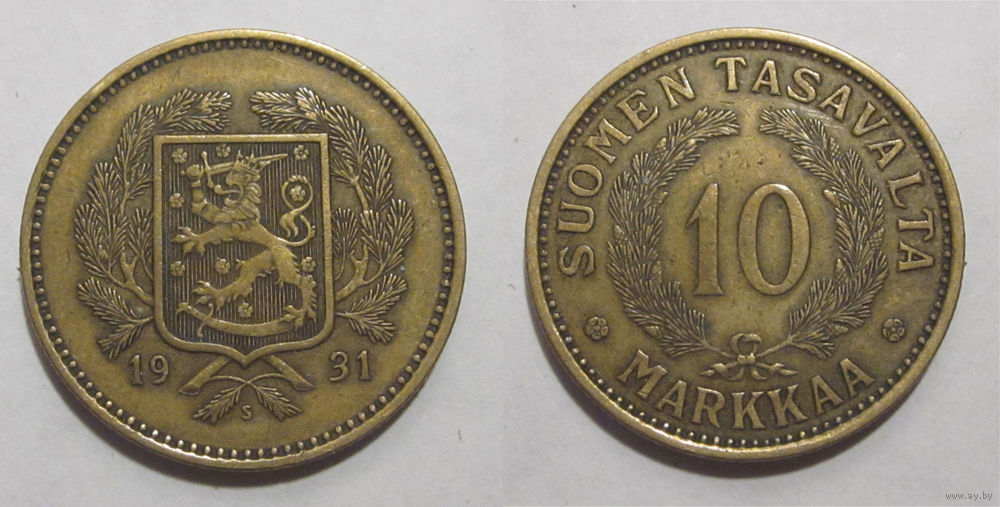 19 31
S
SUOMEN TASAVALTA
10
MARKKAA
www.ay.by